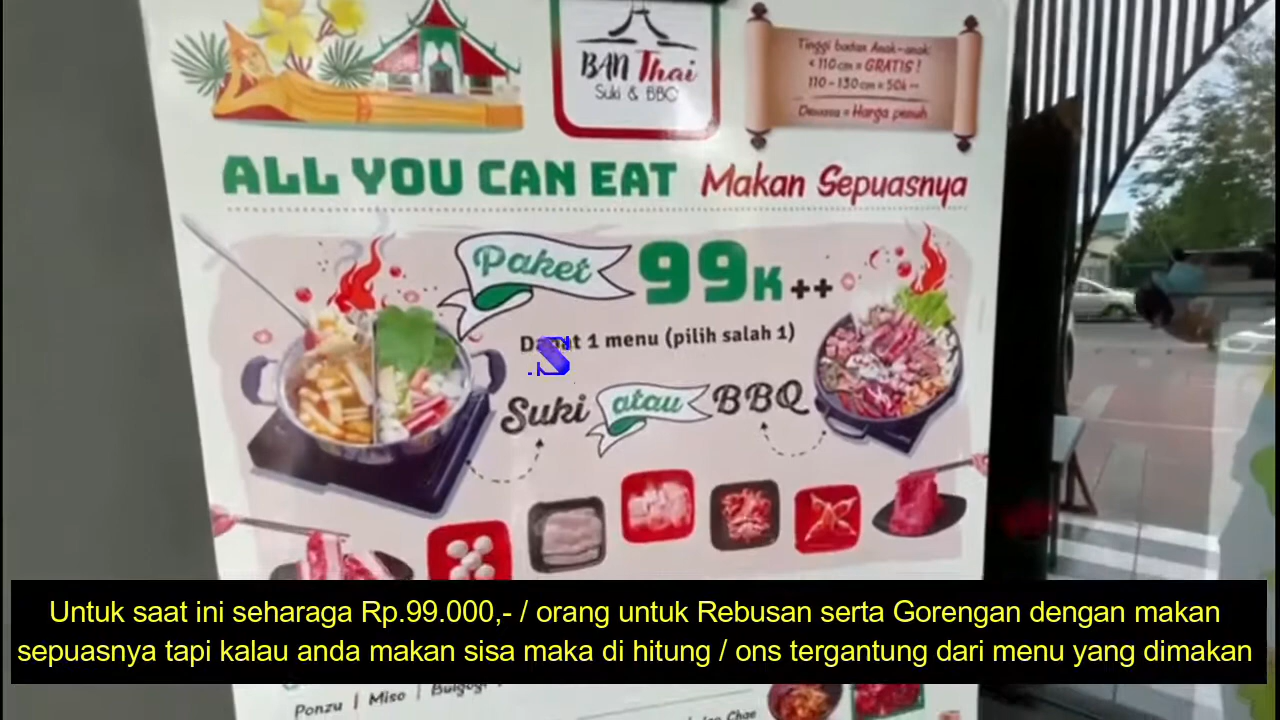 BAN Thai
Suki & BBQ
Tinggi badan Anak-anak:
< 110 cm = GRATIS !
110 - 130 cm = 50k ++
Dewasa = Harga penuh
ALL YOU CAN EAT Makan Sepuasnya
Paket 99K++
Dapat 1 menu (pilih salah 1)
Suki atau BBQ
S
Untuk saat ini seharaga Rp.99.000,- / orang untuk Rebusan serta Gorengan dengan makan
sepuasnya tapi kalau anda makan sisa maka di hitung / ons tergantung dari menu yang dimakan
Ponzu | Miso | Bulgogi
Chae